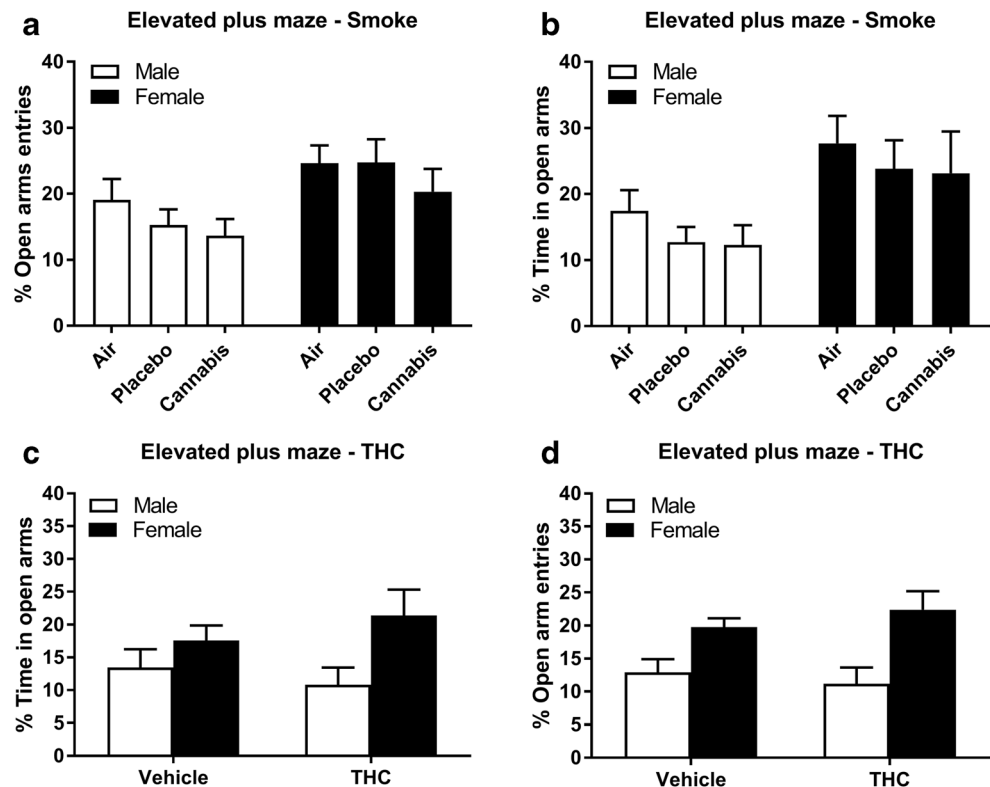 a
Elevated plus maze - Smoke
% Open arms entries
40
30
20
10
0
Male
Female
Air
Placebo
Cannabis
Air
Placebo
Cannabis
b
Elevated plus maze - Smoke
% Time in open arms
40
30
20
10
0
Male
Female
Air
Placebo
Cannabis
Air
Placebo
Cannabis
c
Elevated plus maze - THC
% Time in open arms
40
35
30
25
20
15
10
5
0
Male
Female
Vehicle
THC
d
Elevated plus maze - THC
% Open arm entries
40
35
30
25
20
15
10
5
0
Male
Female
Vehicle
THC